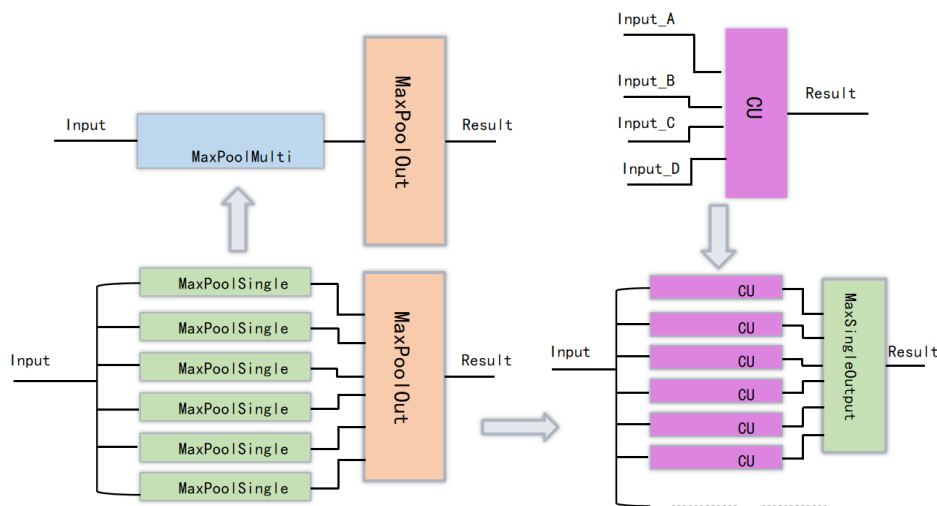 Input
MaxPoolMulti
MaxPoolOut
Result
Input_A
Input_B
Input_C
Input_D
CU
Result
Input
MaxPoolSingle
MaxPoolSingle
MaxPoolSingle
MaxPoolSingle
MaxPoolSingle
MaxPoolSingle
MaxPoolOut
Result
Input
CU
CU
CU
CU
CU
CU
MaxSingleOutput
Result